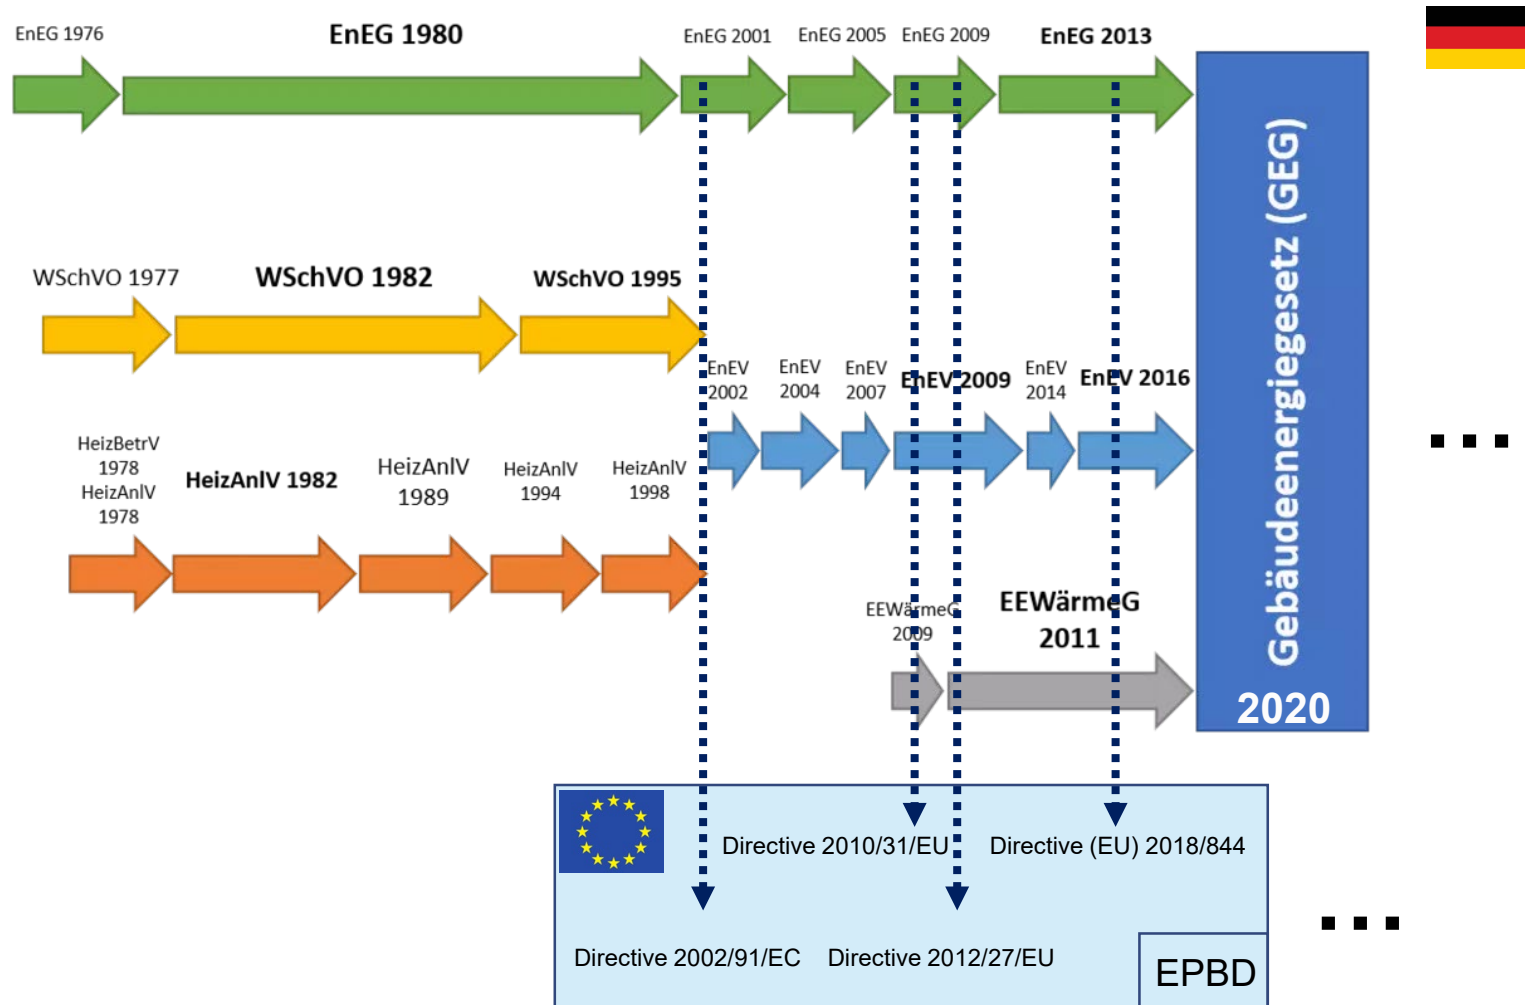 EnEG 1976
EnEG 1980
EnEG 2001
EnEG 2005
EnEG 2009
EnEG 2013
WSchVO 1977
WSchVO 1982
WSchVO 1995
EnEV
2002
EnEV
2004
EnEV
2007
EnEV 2009
EnEV
2014
EnEV 2016
HeizBetrV
1978
HeizAnlV
1978
HeizAnlV 1982
HeizAnlV
1989
HeizAnlV
1994
HeizAnlV
1998
EEWärmeG
2009
EEWärmeG
2011
Gebäudeenergiegesetz (GEG)
2020
...
Directive 2010/31/EU
Directive (EU) 2018/844
Directive 2002/91/EC
Directive 2012/27/EU
EPBD
...